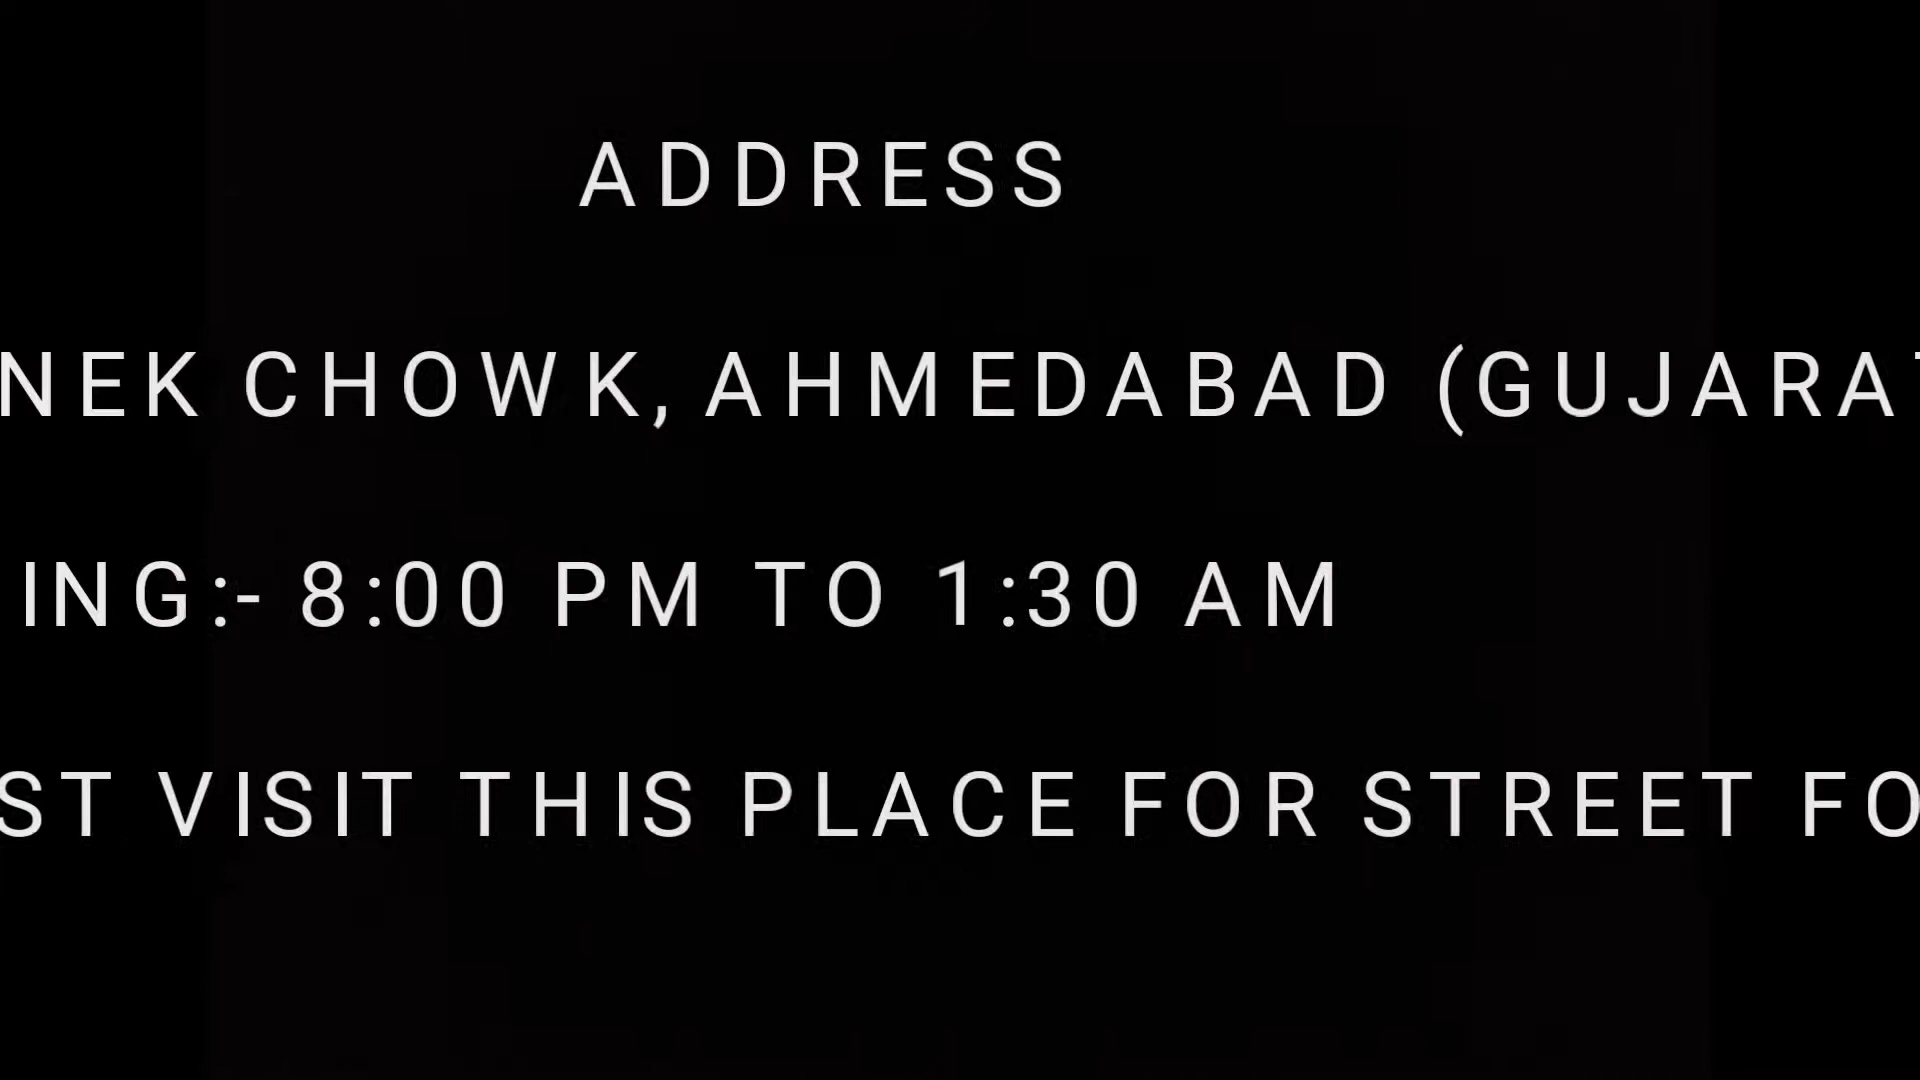 ADDRESS
NEK CHOWK, AHMEDABAD (GUJARAT
ING:- 8:00 PM TO 1:30 AM
ST VISIT THIS PLACE FOR STREET FO